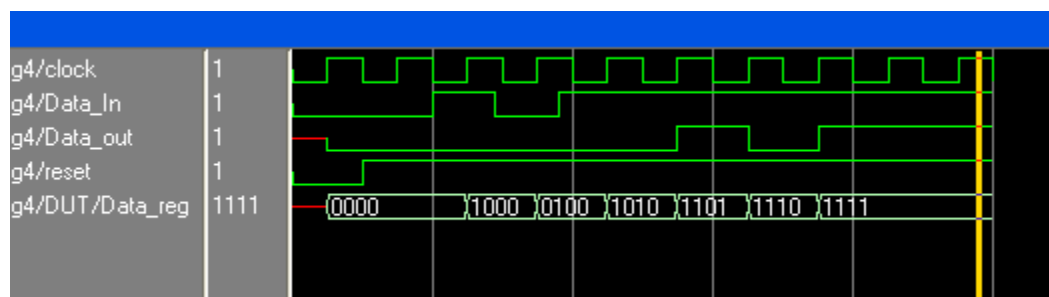 g4/clock 1
g4/Data_In 1
g4/Data_out 1
g4/reset 1
g4/DUT/Data_reg 1111 0000 1000 0100 1010 1101 1110 1111